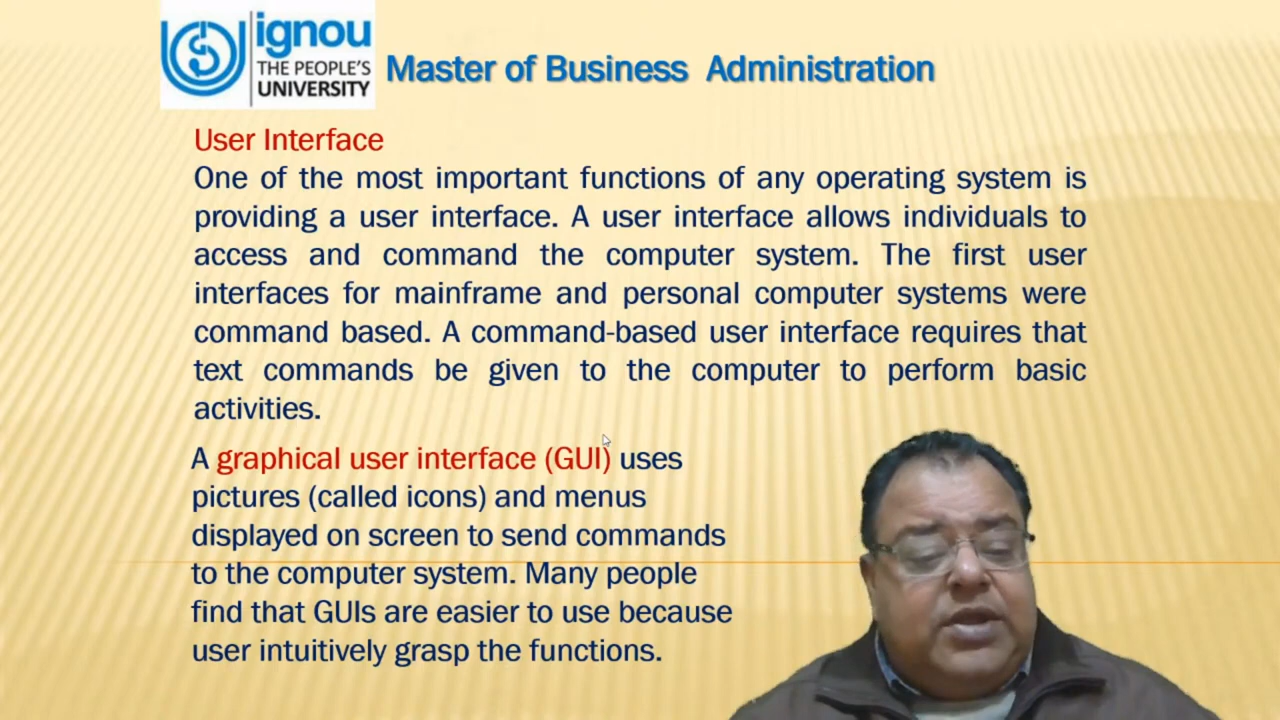 ignou
THE PEOPLE'S
UNIVERSITY
Master of Business Administration
User Interface
One of the most important functions of any operating system is
providing a user interface. A user interface allows individuals to
access and command the computer system. The first user
interfaces for mainframe and personal computer systems were
command based. A command-based user interface requires that
text commands be given to the computer to perform basic
activities.
A graphical user interface (GUI) uses
pictures (called icons) and menus
displayed on screen to send commands
to the computer system. Many people
find that GUIs are easier to use because
user intuitively grasp the functions.